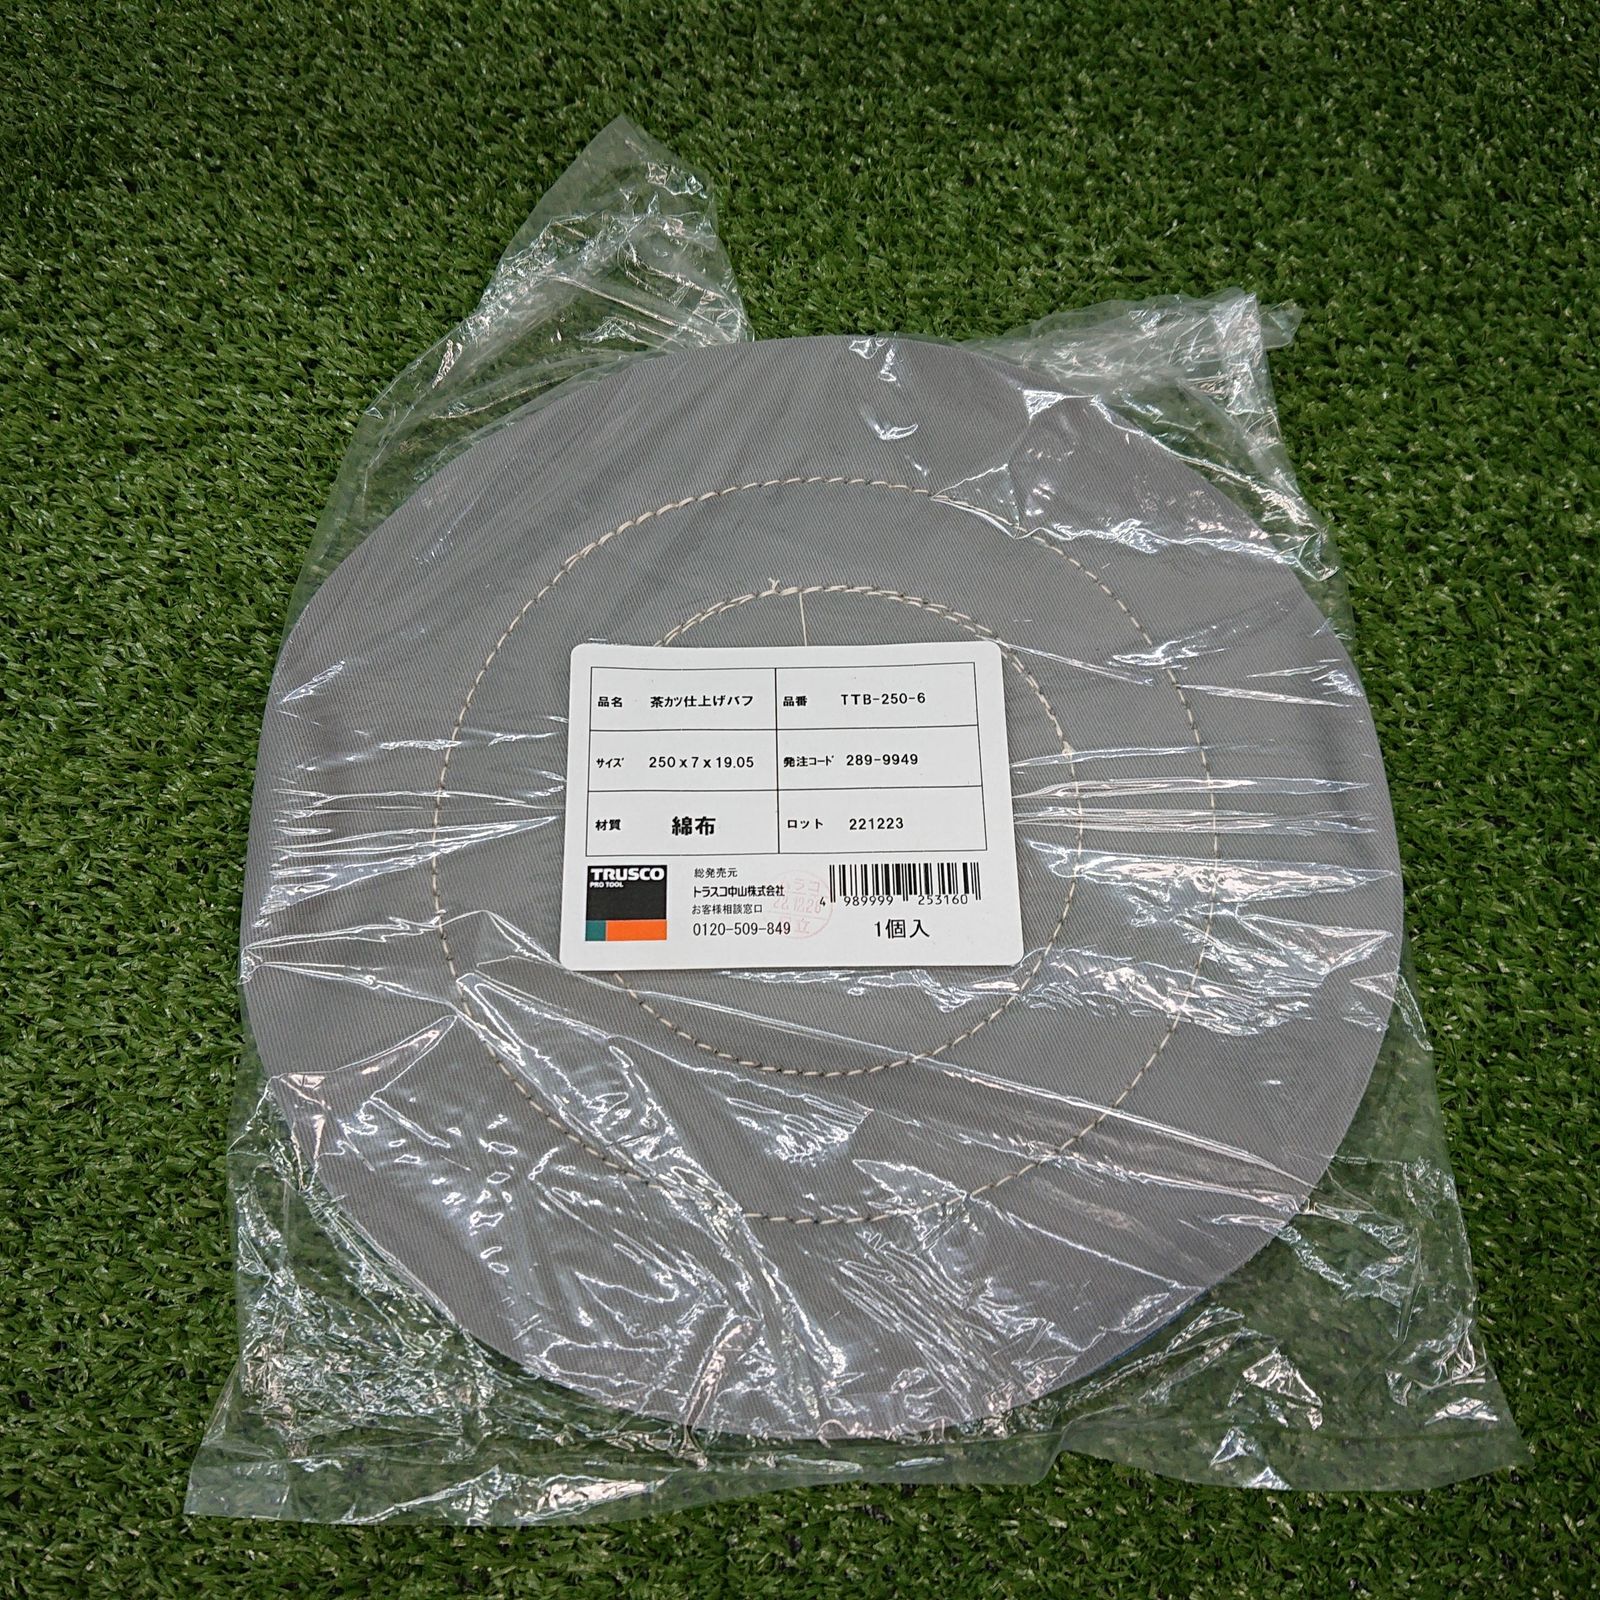 品名 茶カツ仕上げバフ 品番 TTB-250-6
サイズ 250x7x19.05 発注コード 289-9949
材質 綿布 ロット 221223
TRUSCO
PRO TOOL
総発売元
トラスコ中山株式会社
お客様相談窓口
0120-509-849
4 989999 253160
1個入